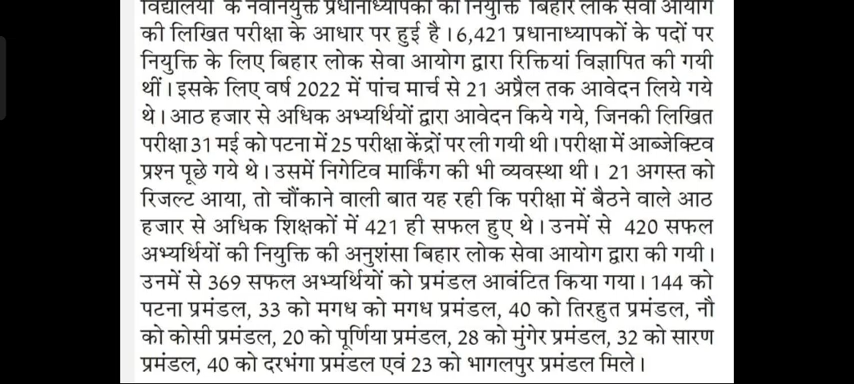 विद्यालयों के नवनियुक्त प्रधानाध्यापकों की नियुक्ति बिहार लोक सेवा आयोग
की लिखित परीक्षा के आधार पर हुई है । 6,421 प्रधानाध्यापकों के पदों पर
नियुक्ति के लिए बिहार लोक सेवा आयोग द्वारा रिक्तियां विज्ञापित की गयी
थीं । इसके लिए वर्ष 2022 में पांच मार्च से 21 अप्रैल तक आवेदन लिये गये
थे । आठ हजार से अधिक अभ्यर्थियों द्वारा आवेदन किये गये, जिनकी लिखित
परीक्षा 31 मई को पटना में 25 परीक्षा केंद्रों पर ली गयी थी । परीक्षा में आब्जेक्टिव
प्रश्न पूछे गये थे । उसमें निगेटिव मार्किंग की भी व्यवस्था थी । 21 अगस्त को
रिजल्ट आया, तो चौंकाने वाली बात यह रही कि परीक्षा में बैठने वाले आठ
हजार से अधिक शिक्षकों में 421 ही सफल हुए थे । उनमें से 420 सफल
अभ्यर्थियों की नियुक्ति की अनुशंसा बिहार लोक सेवा आयोग द्वारा की गयी ।
उनमें से 369 सफल अभ्यर्थियों को प्रमंडल आवंटित किया गया । 144 को
पटना प्रमंडल, 33 को मगध को मगध प्रमंडल, 40 को तिरहुत प्रमंडल, नौ
को कोसी प्रमंडल, 20 को पूर्णिया प्रमंडल, 28 को मुंगेर प्रमंडल, 32 को सारण
प्रमंडल, 40 को दरभंगा प्रमंडल एवं 23 को भागलपुर प्रमंडल मिले ।